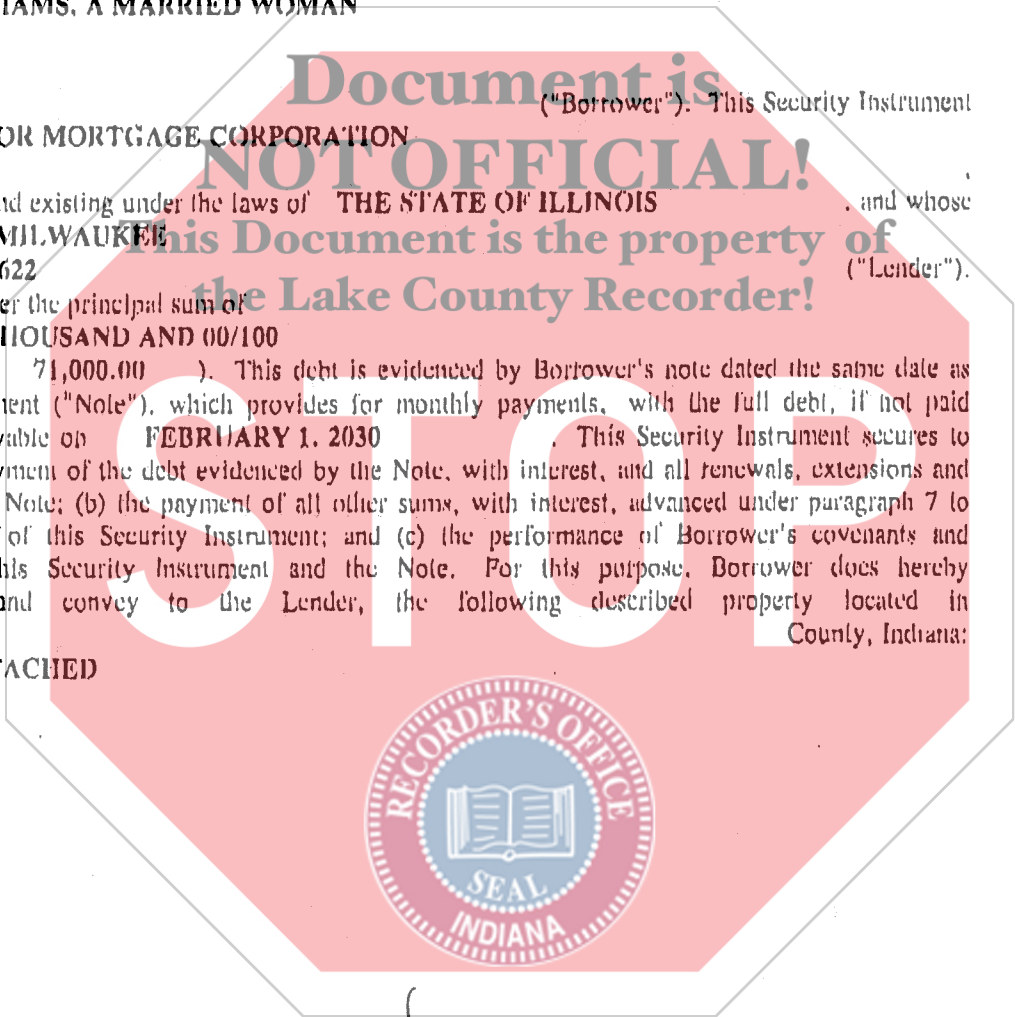 IAMS, A MARRIED WOMAN
Document is
("Borrower"). This Security Instrument
OR MORTGAGE CORPORATION
NOT OFFICIAL!
nd existing under the laws of THE STATE OF ILLINOIS , and whose
MILWAUKEE
This Document is the property of
622 ("Lender").
the Lake County Recorder!
er the principal sum of
HOUSAND AND 00/100
71,000.00 ). This debt is evidenced by Borrower's note dated the same date as
ment ("Note"), which provides for monthly payments, with the full debt, if not paid
yable on FEBRUARY 1, 2030 . This Security Instrument secures to
yment of the debt evidenced by the Note, with interest, and all renewals, extensions and
Note; (b) the payment of all other sums, with interest, advanced under paragraph 7 to
of this Security Instrument; and (c) the performance of Borrower's covenants and
his Security Instrument and the Note. For this purpose, Borrower does hereby
and convey to the Lender, the following described property located in
County, Indiana:
STOP
TACHED
RECORDER'S OFFICE
SEAL
INDIANA